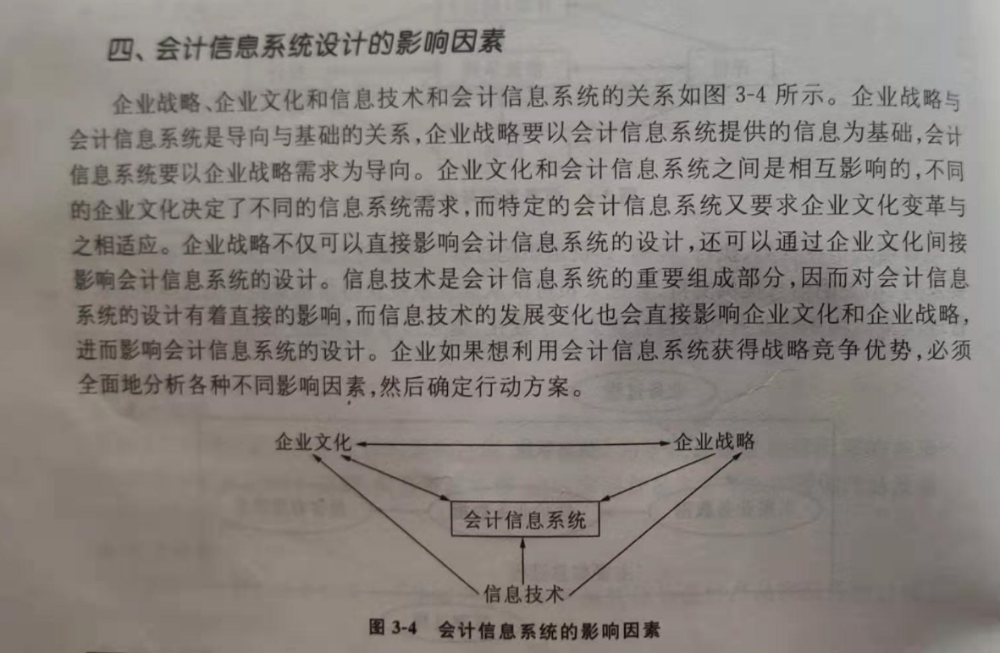 四、会计信息系统设计的影响因素
企业战略、企业文化和信息技术和会计信息系统的关系如图 3-4 所示。企业战略与
会计信息系统是导向与基础的关系,企业战略要以会计信息系统提供的信息为基础,会计
信息系统要以企业战略需求为导向。企业文化和会计信息系统之间是相互影响的,不同
的企业文化决定了不同的信息系统需求,而特定的会计信息系统又要求企业文化变革与
之相适应。企业战略不仅可以直接影响会计信息系统的设计,还可以通过企业文化间接
影响会计信息系统的设计。信息技术是会计信息系统的重要组成部分,因而对会计信息
系统的设计有着直接的影响,而信息技术的发展变化也会直接影响企业文化和企业战略,
进而影响会计信息系统的设计。企业如果想利用会计信息系统获得战略竞争优势,必须
全面地分析各种不同影响因素,然后确定行动方案。
企业文化
企业战略
会计信息系统
信息技术
图 3-4 会计信息系统的影响因素